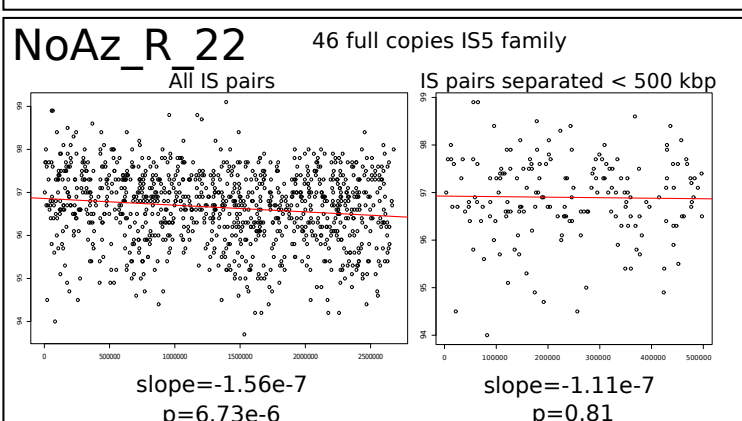 NoAz_R_22
46 full copies IS5 family
All IS pairs
IS pairs separated < 500 kbp
99
98
97
96
95
94
0 500000 1000000 1500000 2000000 2500000
99
98
97
96
95
94
0 100000 200000 300000 400000 500000
slope=-1.56e-7
p=6.73e-6
slope=-1.11e-7
p=0.81